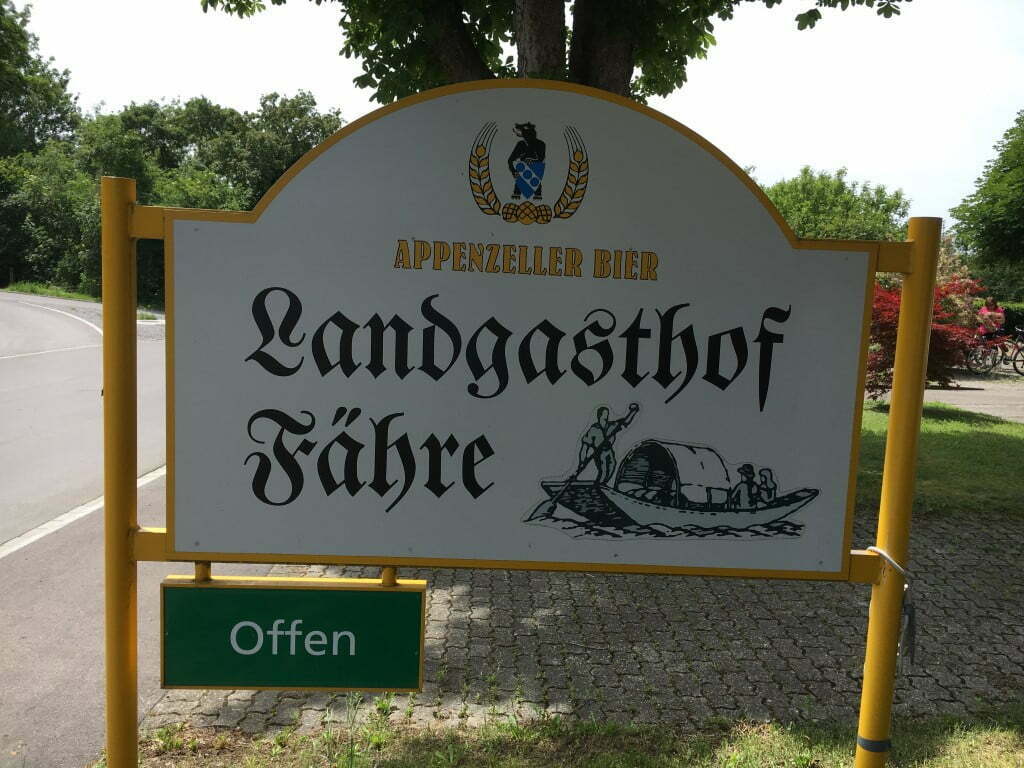 APPENZELLER BIER
Landgasthof
Fähre
Offen